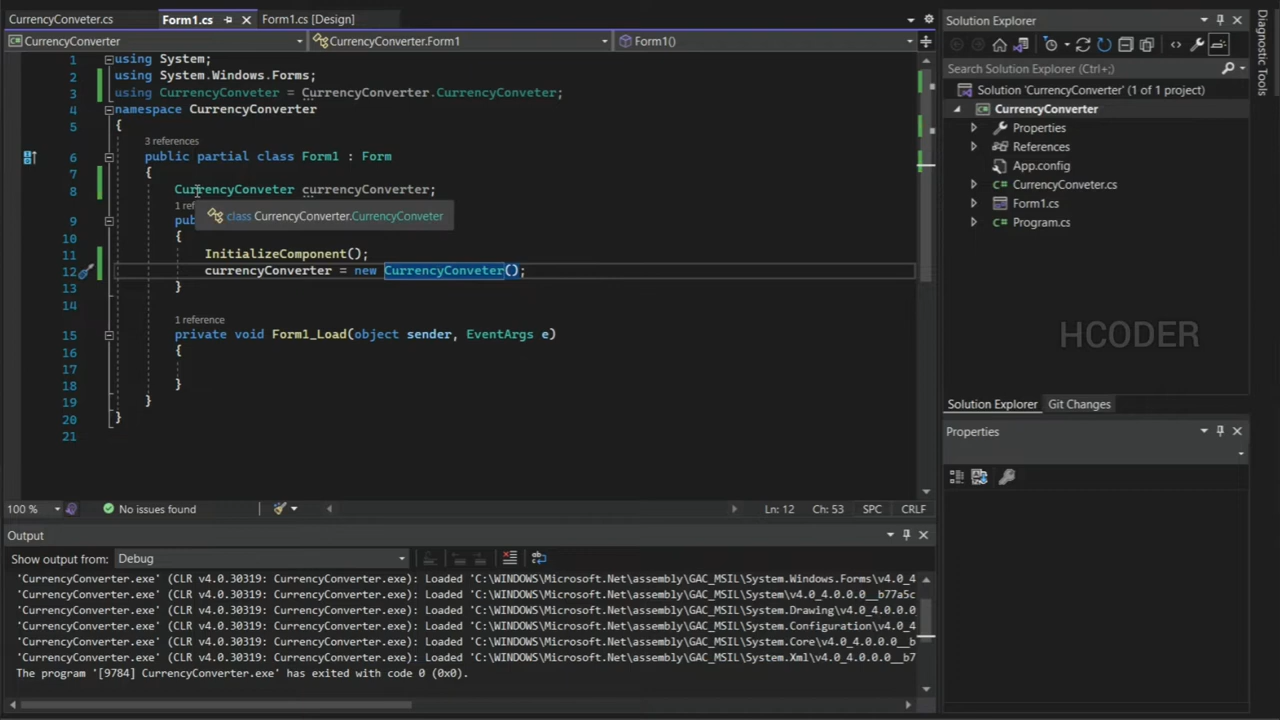 CurrencyConveter.cs
Form1.cs
Form1.cs [Design]
CurrencyConverter
CurrencyConverter.Form1
Form1()
1 using System;
2 using System.Windows.Forms;
3 using CurrencyConveter = CurrencyConverter.CurrencyConveter;
4 namespace CurrencyConverter
5 {
3 references
6 public partial class Form1 : Form
7 {
8 CurrencyConveter currencyConverter;
1 ref
class CurrencyConverter.CurrencyConveter
9 pu
10 {
11 InitializeComponent();
12 currencyConverter = new CurrencyConveter();
13 }
14
1 reference
15 private void Form1_Load(object sender, EventArgs e)
16 {
17
18 }
19 }
20 }
21
100 %
No issues found
Ln: 12
Ch: 53
SPC
CRLF
Output
Show output from: Debug
'CurrencyConverter.exe' (CLR v4.0.30319: CurrencyConverter.exe): Loaded 'C:\WINDOWS\Microsoft.Net\assembly\GAC_MSIL\System.Windows.Forms\v4.0_4
'CurrencyConverter.exe' (CLR v4.0.30319: CurrencyConverter.exe): Loaded 'C:\WINDOWS\Microsoft.Net\assembly\GAC_MSIL\System\v4.0_4.0.0.0__b77a5c
'CurrencyConverter.exe' (CLR v4.0.30319: CurrencyConverter.exe): Loaded 'C:\WINDOWS\Microsoft.Net\assembly\GAC_MSIL\System.Drawing\v4.0_4.0.0.0
'CurrencyConverter.exe' (CLR v4.0.30319: CurrencyConverter.exe): Loaded 'C:\WINDOWS\Microsoft.Net\assembly\GAC_MSIL\System.Configuration\v4.0_4
'CurrencyConverter.exe' (CLR v4.0.30319: CurrencyConverter.exe): Loaded 'C:\WINDOWS\Microsoft.Net\assembly\GAC_MSIL\System.Core\v4.0_4.0.0.0__b
'CurrencyConverter.exe' (CLR v4.0.30319: CurrencyConverter.exe): Loaded 'C:\WINDOWS\Microsoft.Net\assembly\GAC_MSIL\System.Xml\v4.0_4.0.0.0__b7
The program '[9784] CurrencyConverter.exe' has exited with code 0 (0x0).
Solution Explorer
Search Solution Explorer (Ctrl+;)
Solution 'CurrencyConverter' (1 of 1 project)
CurrencyConverter
Properties
References
App.config
CurrencyConveter.cs
Form1.cs
Program.cs
HCODER
Solution Explorer
Git Changes
Properties
Diagnostic Tools